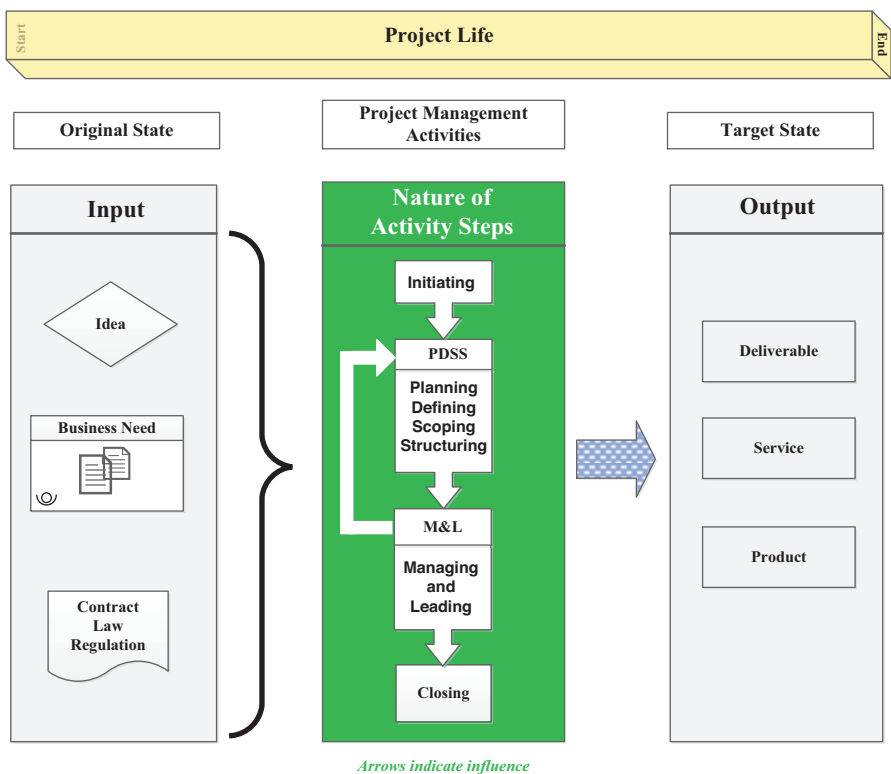 Start
Project Life
End
Original State
Project Management
Activities
Target State
Input
Idea
Business Need
Contract
Law
Regulation
Nature of
Activity Steps
Initiating
PDSS
Planning
Defining
Scoping
Structuring
M&L
Managing
and
Leading
Closing
Output
Deliverable
Service
Product
Arrows indicate influence